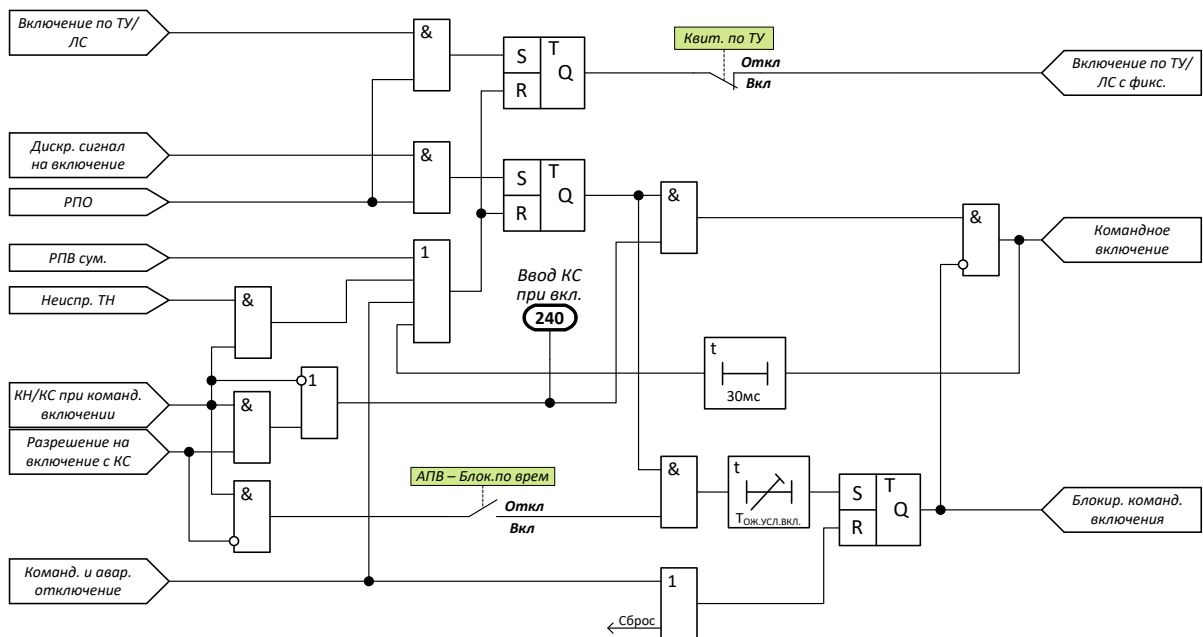 Включение по ТУ/
ЛС
&
S
T
Q
R
Квит. по ТУ
Откл
Вкл
Включение по ТУ/
ЛС с фикс.
Дискр. сигнал
на включение
&
S
T
Q
R
&
&
РПО
Командное
включение
РПВ сум.
1
Неиспр. ТН
&
Ввод КС
при вкл.
240
t
30мс
КН/КС при команд.
включении
&
1
Разрешение на
включение с КС
&
АПВ – Блок.по врем
Откл
Вкл
&
t
TОЖ.УСЛ.ВКЛ.
S
T
Q
R
Блокир. команд.
включения
Команд. и авар.
отключение
1
Сброс